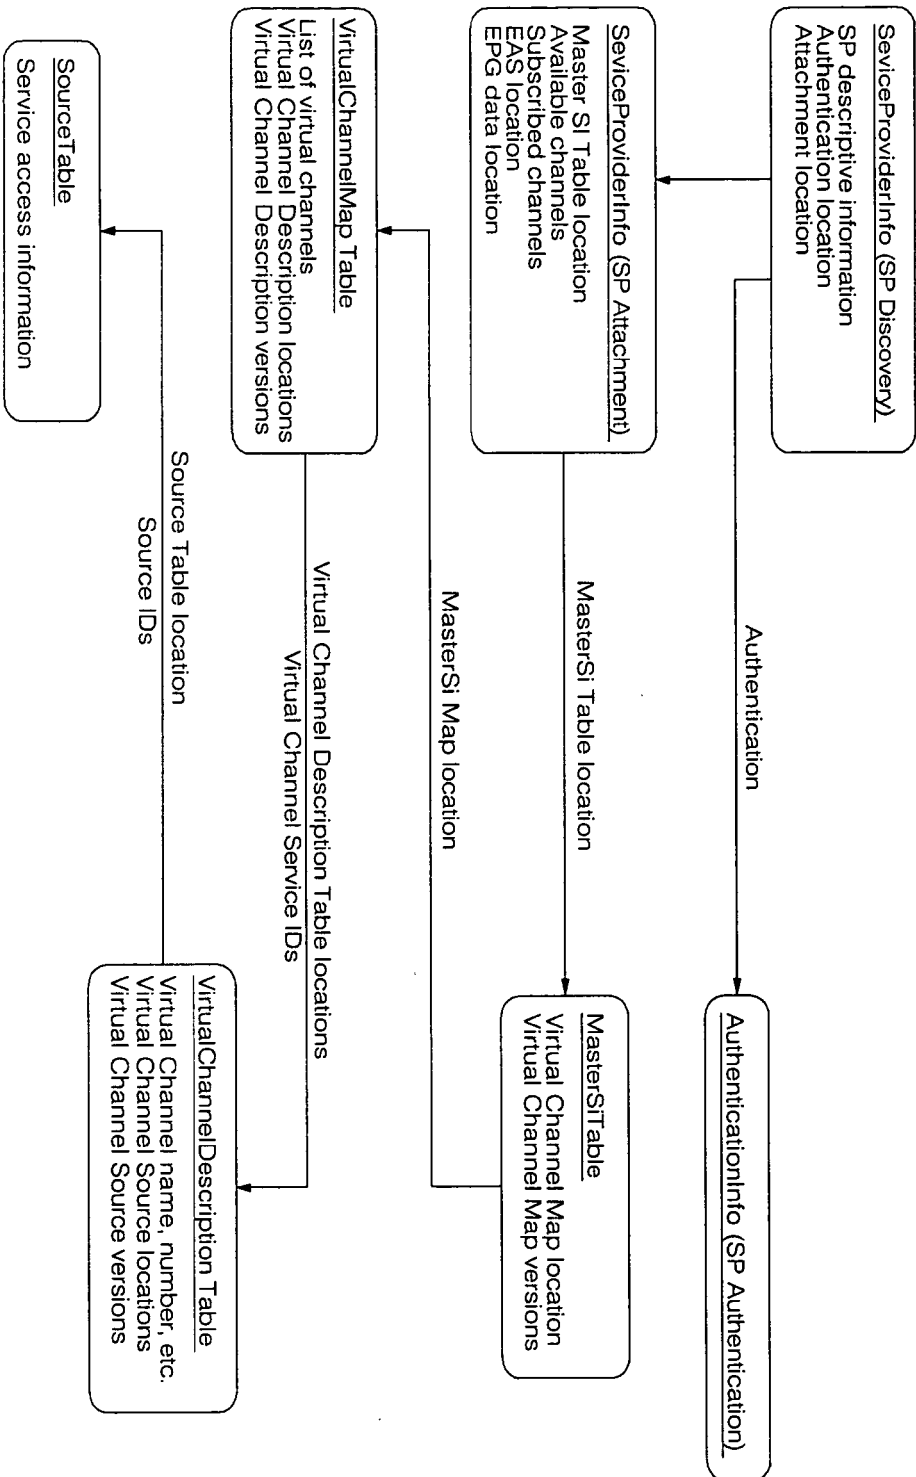 SeviceProviderInfo (SP Discovery)
SP descriptive information
Authentication location
Attachment location
Authentication
AuthenticationInfo (SP Authentication)
SeviceProviderInfo (SP Attachment)
Master SI Table location
Available channels
Subscribed channels
EAS location
EPG data location
MasterSi Table location
MasterSiTable
Virtual Channel Map location
Virtual Channel Map versions
MasterSi Map location
VirtualChannelMap Table
List of virtual channels
Virtual Channel Description locations
Virtual Channel Description versions
Virtual Channel Description Table locations
Virtual Channel Service IDs
VirtualChannelDescription Table
Virtual Channel name, number, etc.
Virtual Channel Source locations
Virtual Channel Source versions
Source Table location
Source IDs
SourceTable
Service access information